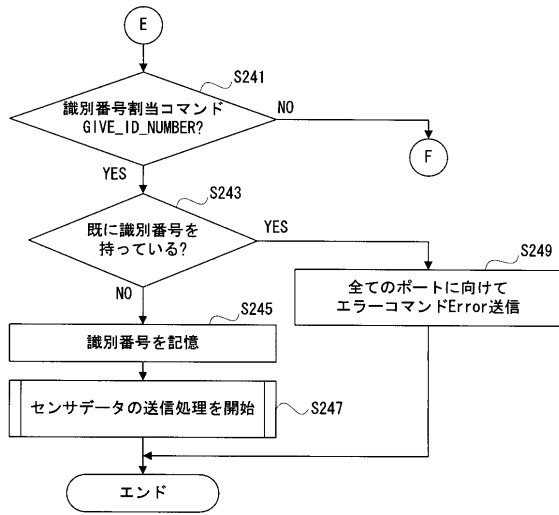 E
S241
識別番号割当コマンド
GIVE_ID_NUMBER?
NO
F
YES
S243
既に識別番号を
持っている?
YES
S249
全てのポートに向けて
エラーコマンドError送信
NO
S245
識別番号を記憶
センサデータの送信処理を開始
S247
エンド